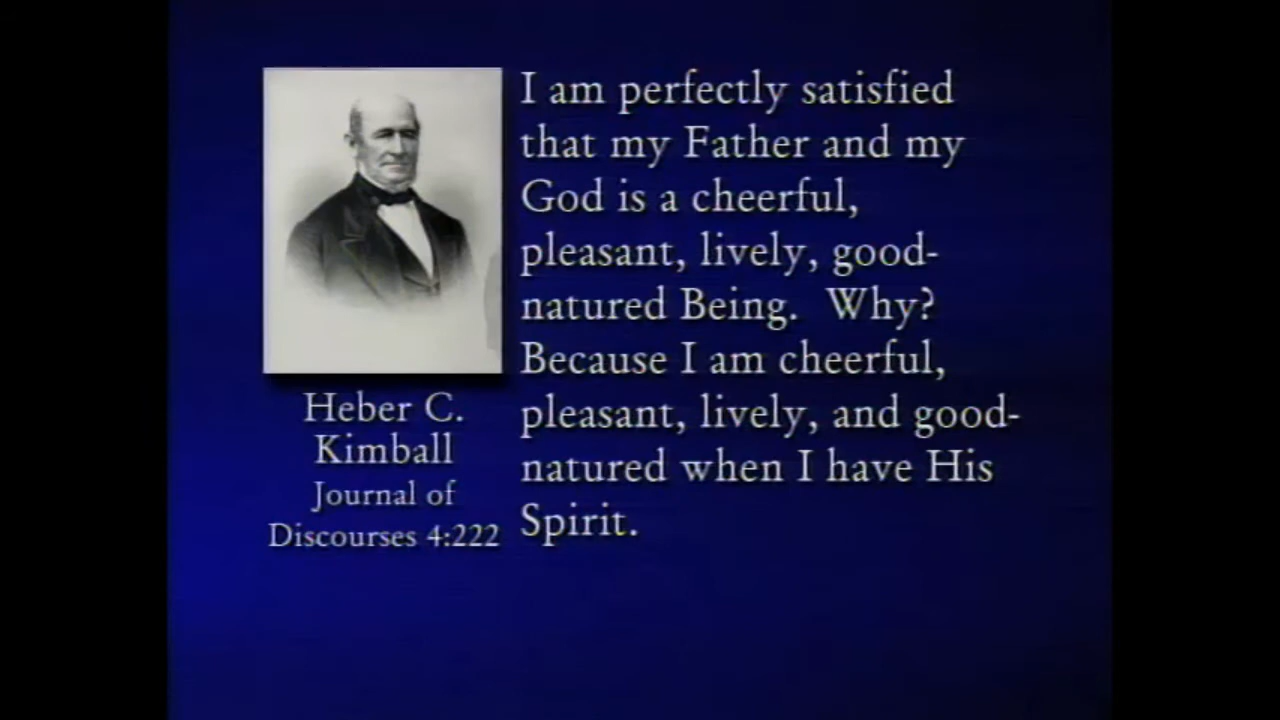 I am perfectly satisfied
that my Father and my
God is a cheerful,
pleasant, lively, good-
natured Being.  Why?
Because I am cheerful,
pleasant, lively, and good-
natured when I have His
Spirit.
Heber C.
Kimball
Journal of
Discourses 4:222